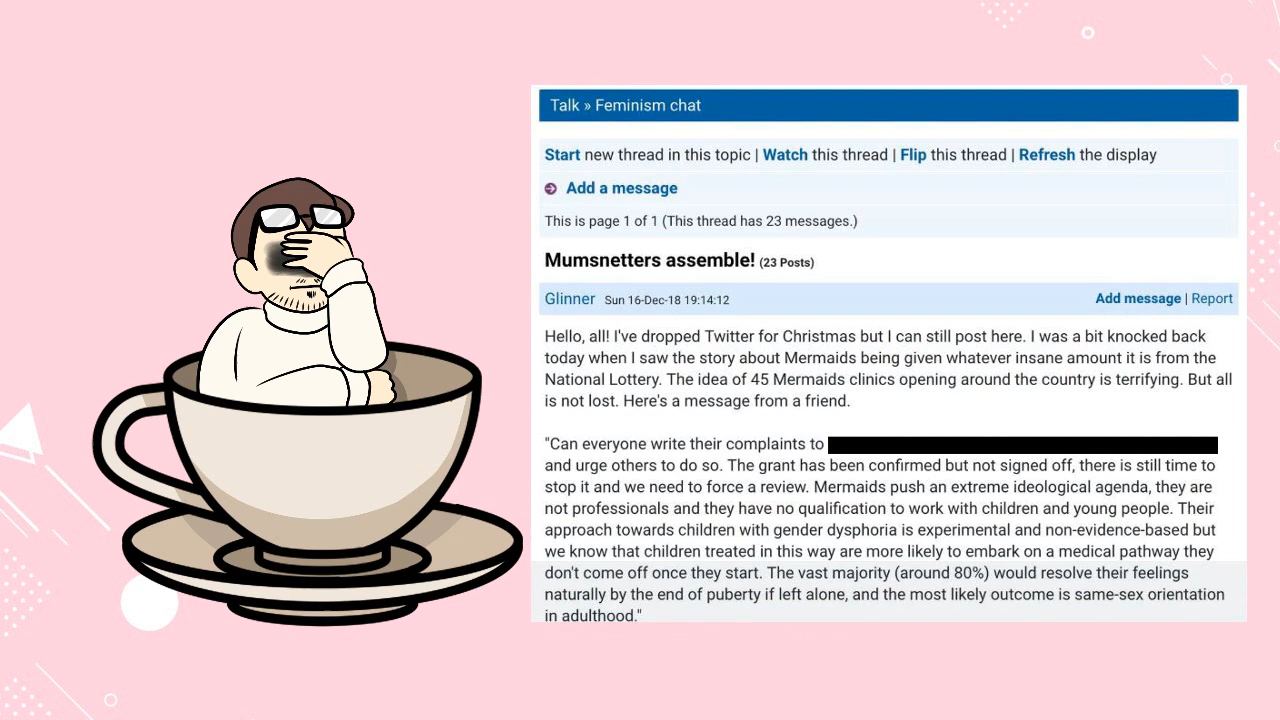 Talk » Feminism chat
Start new thread in this topic | Watch this thread | Flip this thread | Refresh the display
Add a message
This is page 1 of 1 (This thread has 23 messages.)
Mumsnetters assemble! (23 Posts)
Glinner Sun 16-Dec-18 19:14:12 Add message | Report
Hello, all! I've dropped Twitter for Christmas but I can still post here. I was a bit knocked back
today when I saw the story about Mermaids being given whatever insane amount it is from the
National Lottery. The idea of 45 Mermaids clinics opening around the country is terrifying. But all
is not lost. Here's a message from a friend.
"Can everyone write their complaints to
and urge others to do so. The grant has been confirmed but not signed off, there is still time to
stop it and we need to force a review. Mermaids push an extreme ideological agenda, they are
not professionals and they have no qualification to work with children and young people. Their
approach towards children with gender dysphoria is experimental and non-evidence-based but
we know that children treated in this way are more likely to embark on a medical pathway they
don't come off once they start. The vast majority (around 80%) would resolve their feelings
naturally by the end of puberty if left alone, and the most likely outcome is same-sex orientation
in adulthood."